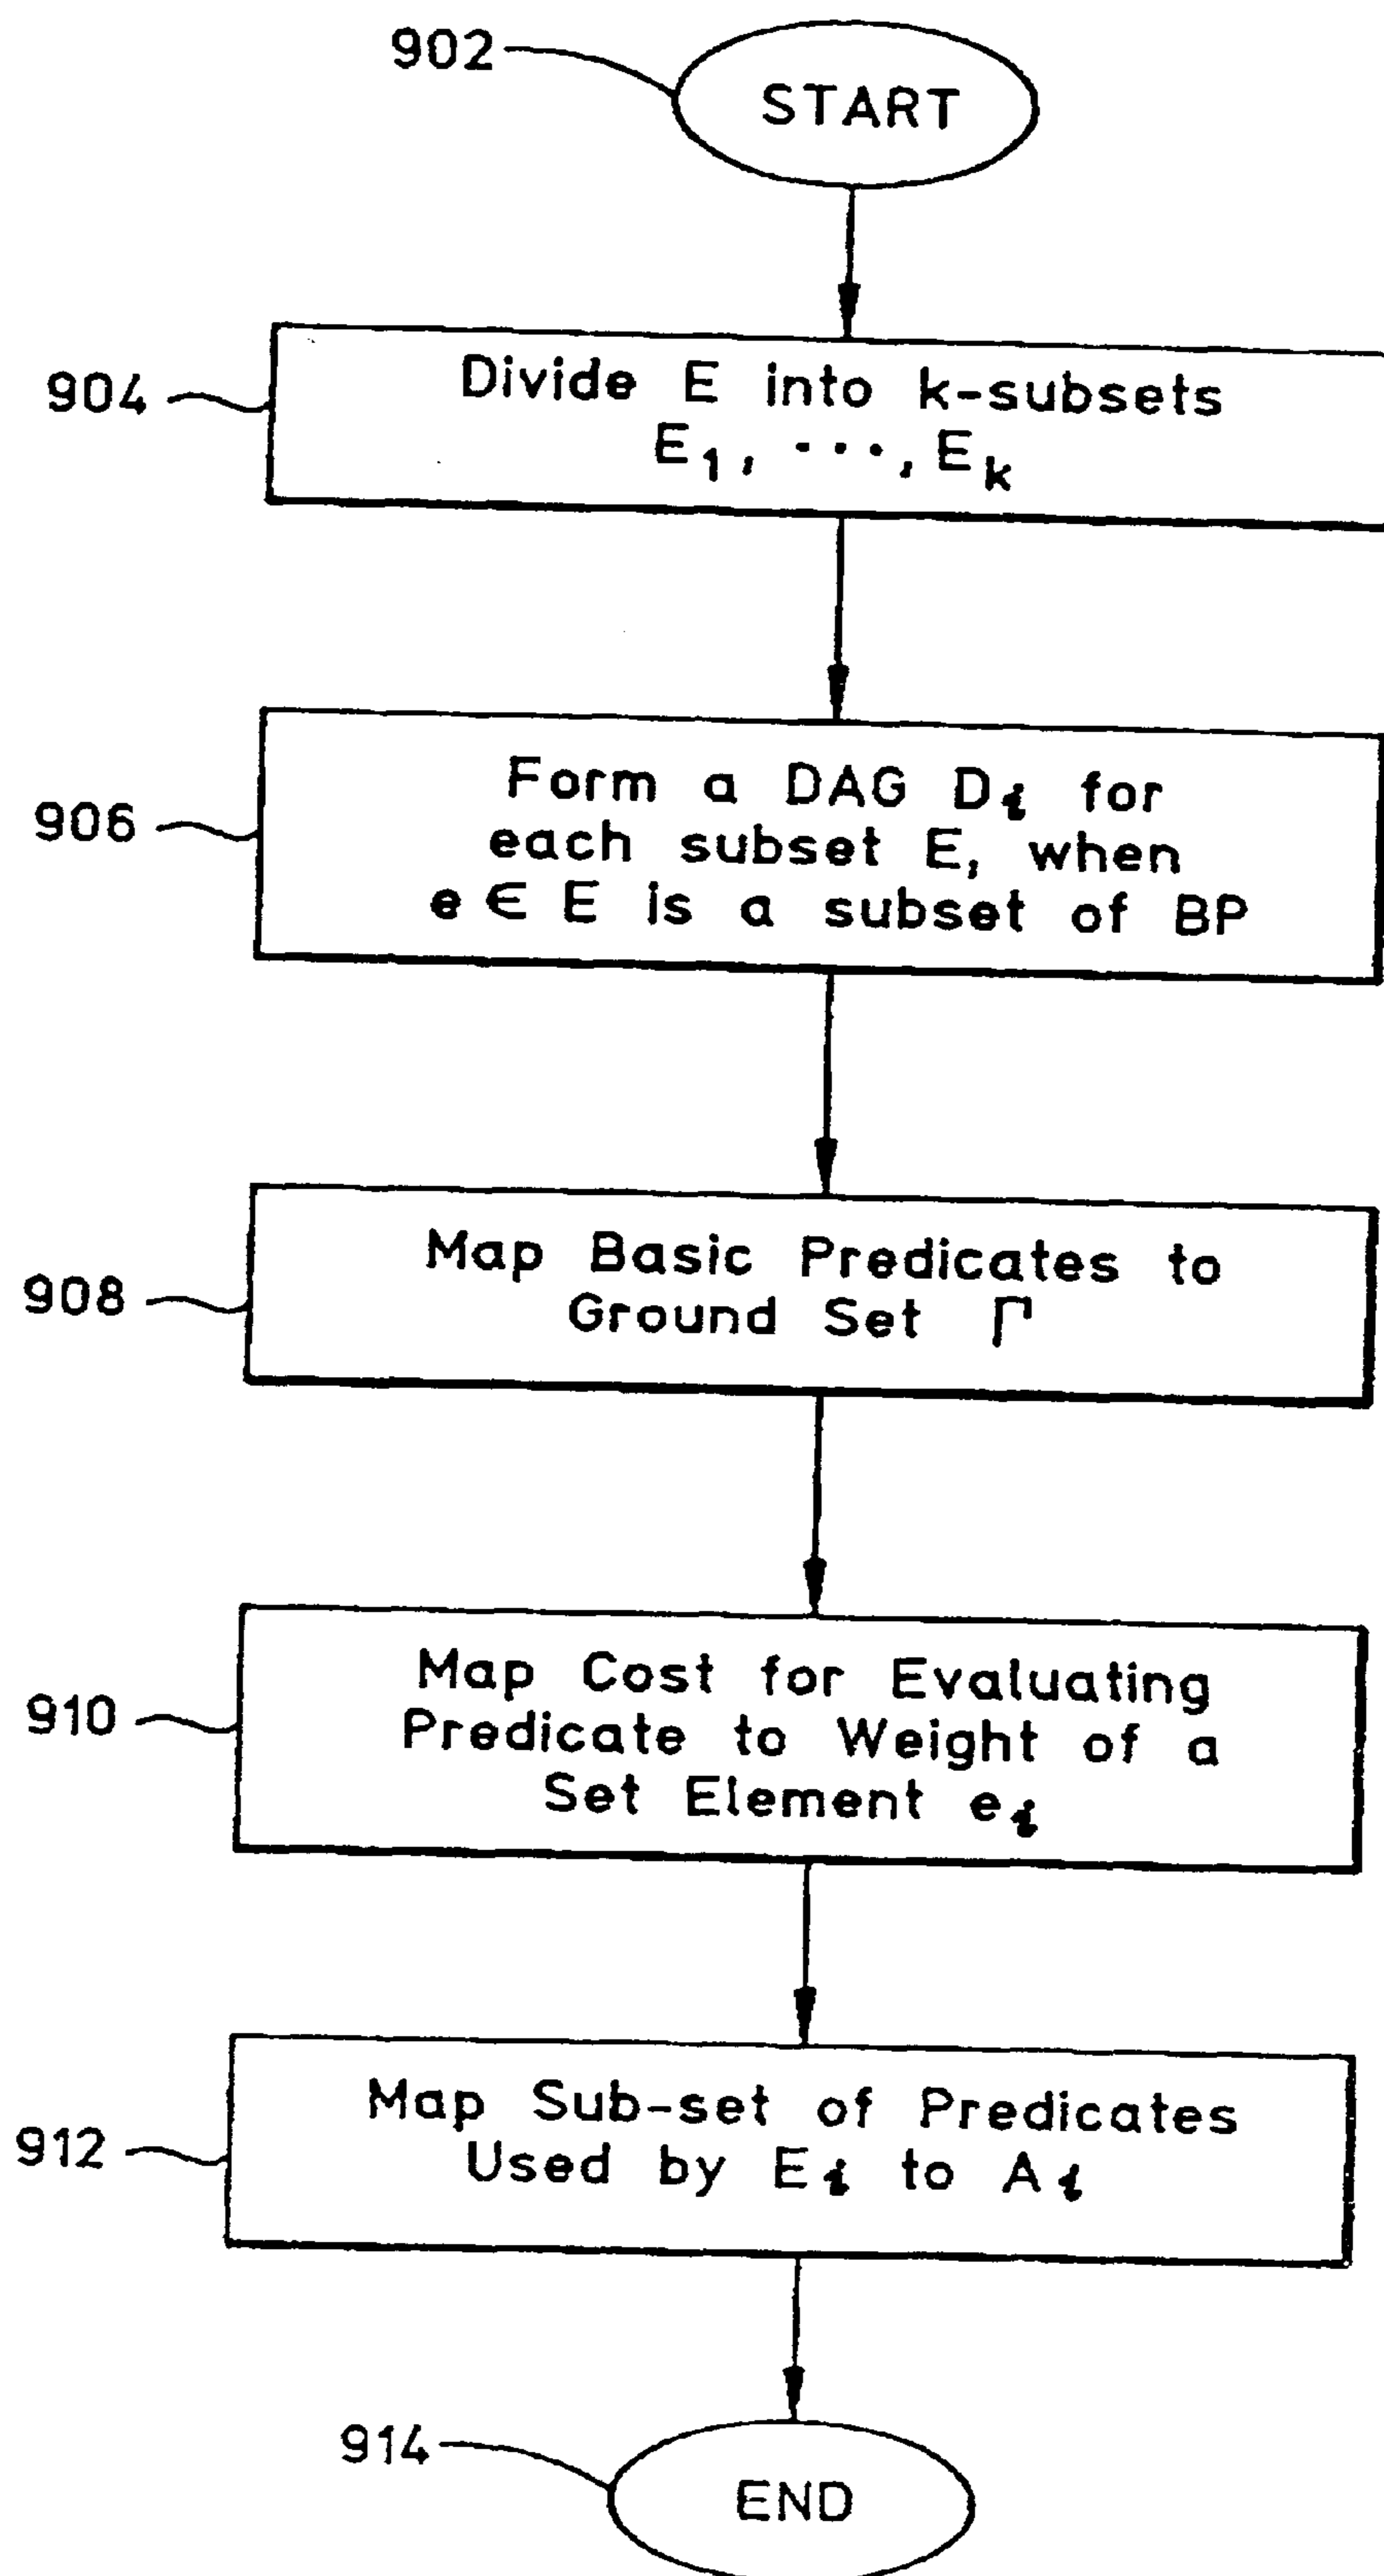 902
START
904
Divide E into k-subsets
E₁, ···, Eₖ
906
Form a DAG Dᵢ for
each subset E, when
e ∈ E is a subset of BP
908
Map Basic Predicates to
Ground Set Γ
910
Map Cost for Evaluating
Predicate to Weight of a
Set Element eᵢ
912
Map Sub-set of Predicates
Used by Eᵢ to Aᵢ
914
END